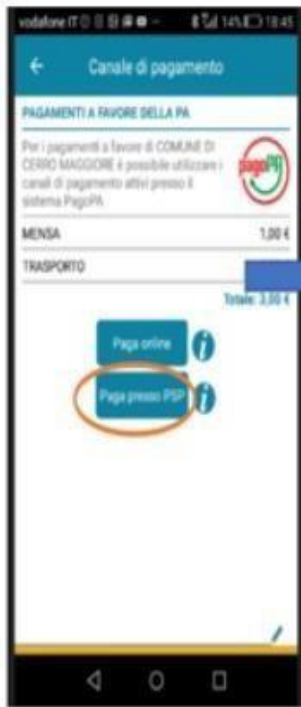 vodafone IT 14% 18:45
Canale di pagamento
PAGAMENTI A FAVORE DELLA PA
Per i pagamenti a favore di COMUNE DI
CERRO MAGGIORE è possibile utilizzare i
canali di pagamento attivi presso il
sistema PagoPA
pagoPA
MENSA 1,00 €
TRASPORTO
Totale: 3,00 €
Paga online i
Paga presso PSP i